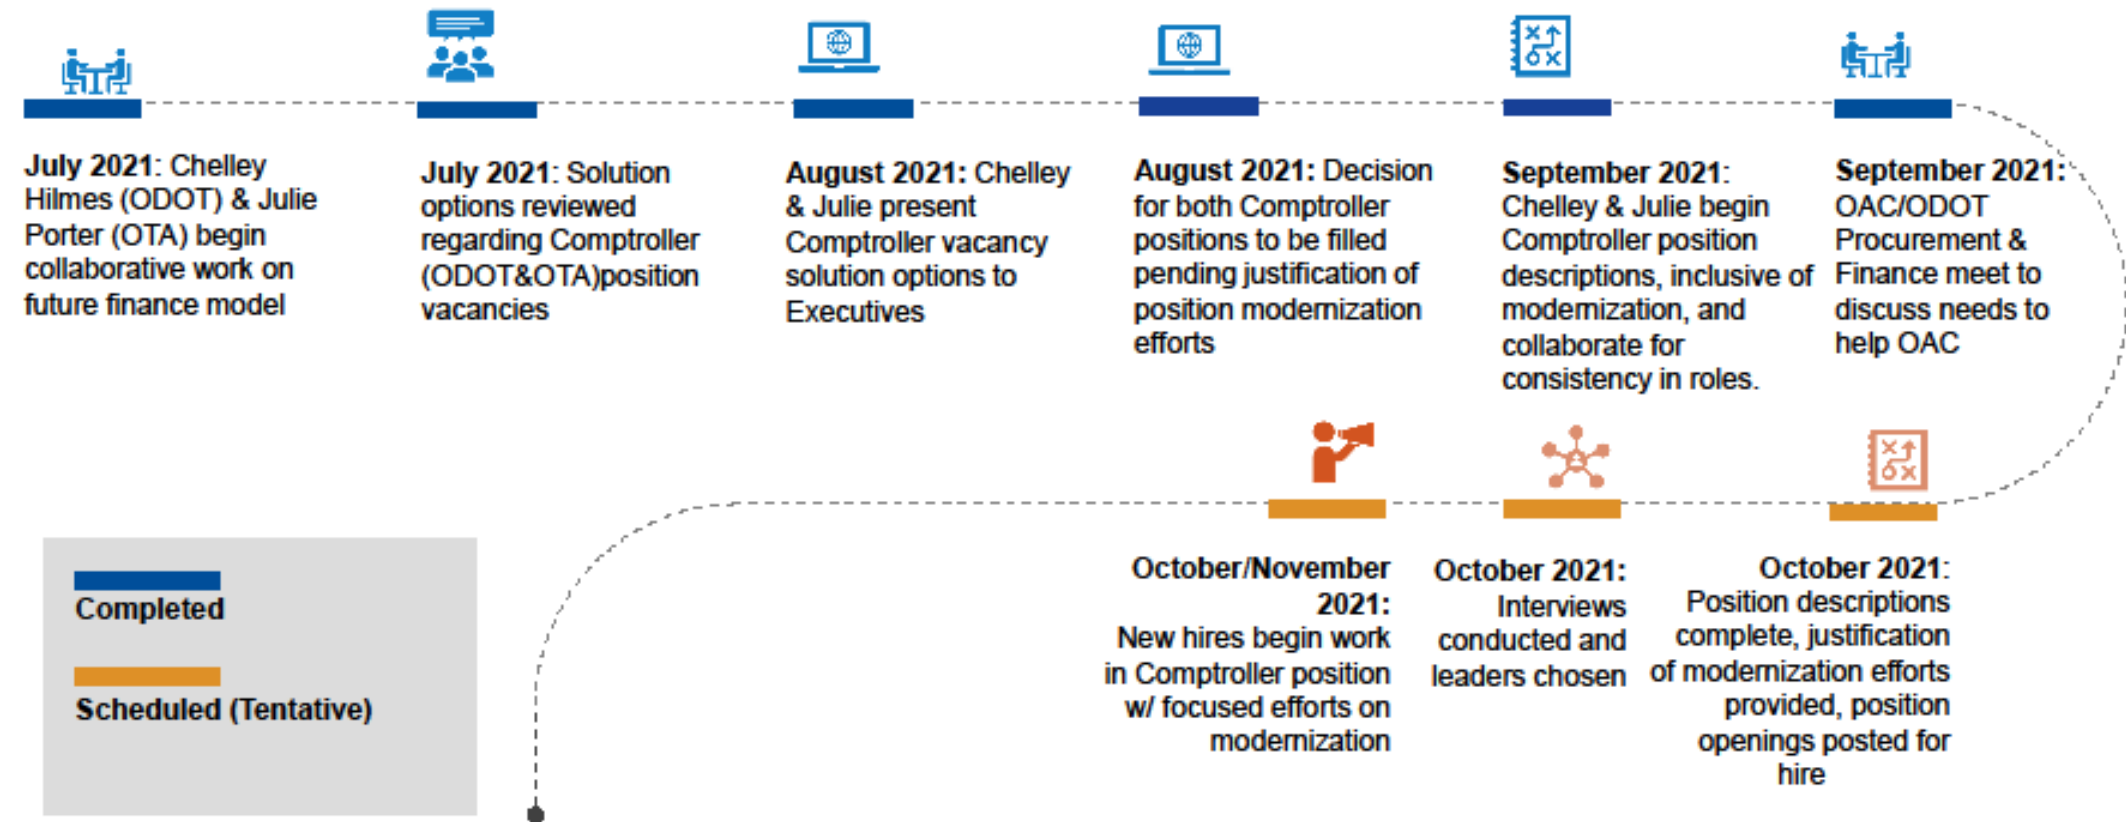 July 2021: Chelley
Hilmes (ODOT) & Julie
Porter (OTA) begin
collaborative work on
future finance model
July 2021: Solution
options reviewed
regarding Comptroller
(ODOT&OTA)position
vacancies
August 2021: Chelley
& Julie present
Comptroller vacancy
solution options to
Executives
August 2021: Decision
for both Comptroller
positions to be filled
pending justification of
position modernization
efforts
September 2021:
Chelley & Julie begin
Comptroller position
descriptions, inclusive of
modernization, and
collaborate for
consistency in roles.
September 2021:
OAC/ODOT
Procurement &
Finance meet to
discuss needs to
help OAC
October 2021:
Position descriptions
complete, justification
of modernization efforts
provided, position
openings posted for
hire
October 2021:
Interviews
conducted and
leaders chosen
October/November
2021:
New hires begin work
in Comptroller position
w/ focused efforts on
modernization
Completed
Scheduled (Tentative)